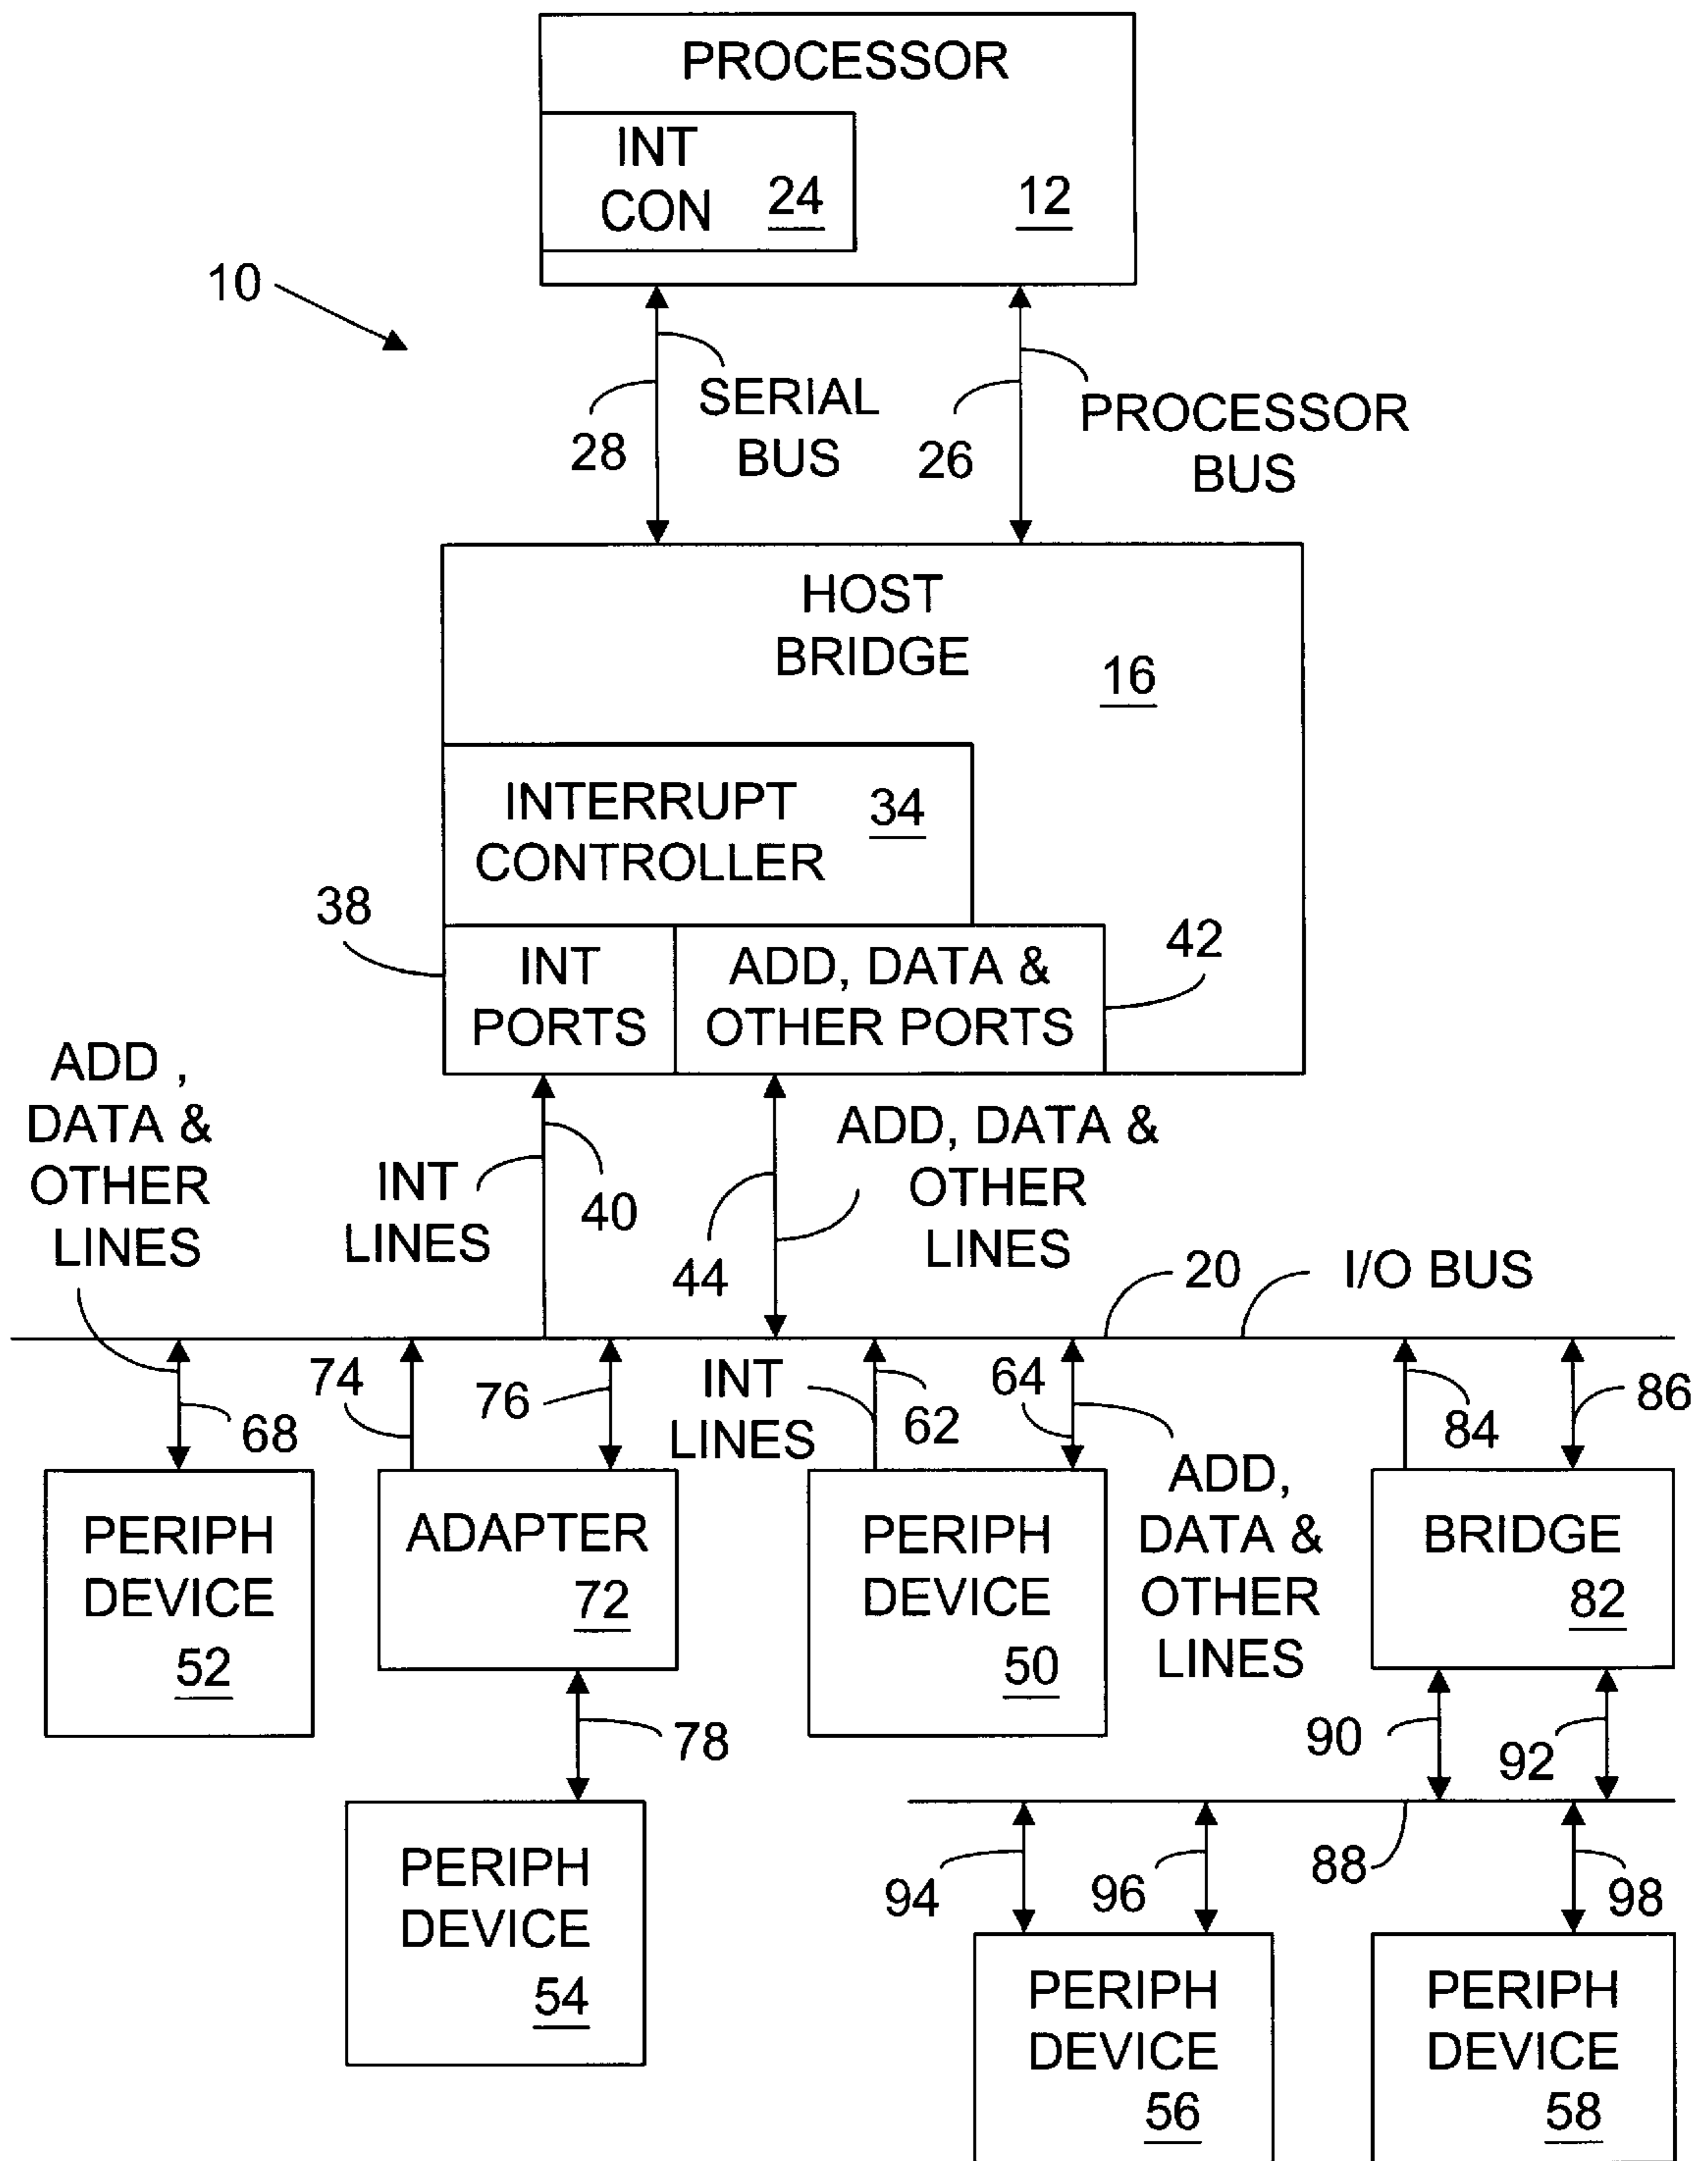 PROCESSOR
INT
CON
24
12
10
SERIAL
BUS
28
26
PROCESSOR
BUS
HOST
BRIDGE
16
INTERRUPT
CONTROLLER
34
38
INT
PORTS
ADD, DATA &
OTHER PORTS
42
ADD ,
DATA &
OTHER
LINES
INT
LINES
40
44
ADD, DATA &
OTHER
LINES
20
I/O BUS
68
74
76
INT
LINES
62
64
ADD,
DATA &
OTHER
LINES
84
86
PERIPH
DEVICE
52
ADAPTER
72
PERIPH
DEVICE
50
BRIDGE
82
78
90
92
PERIPH
DEVICE
54
94
96
88
98
PERIPH
DEVICE
56
PERIPH
DEVICE
58